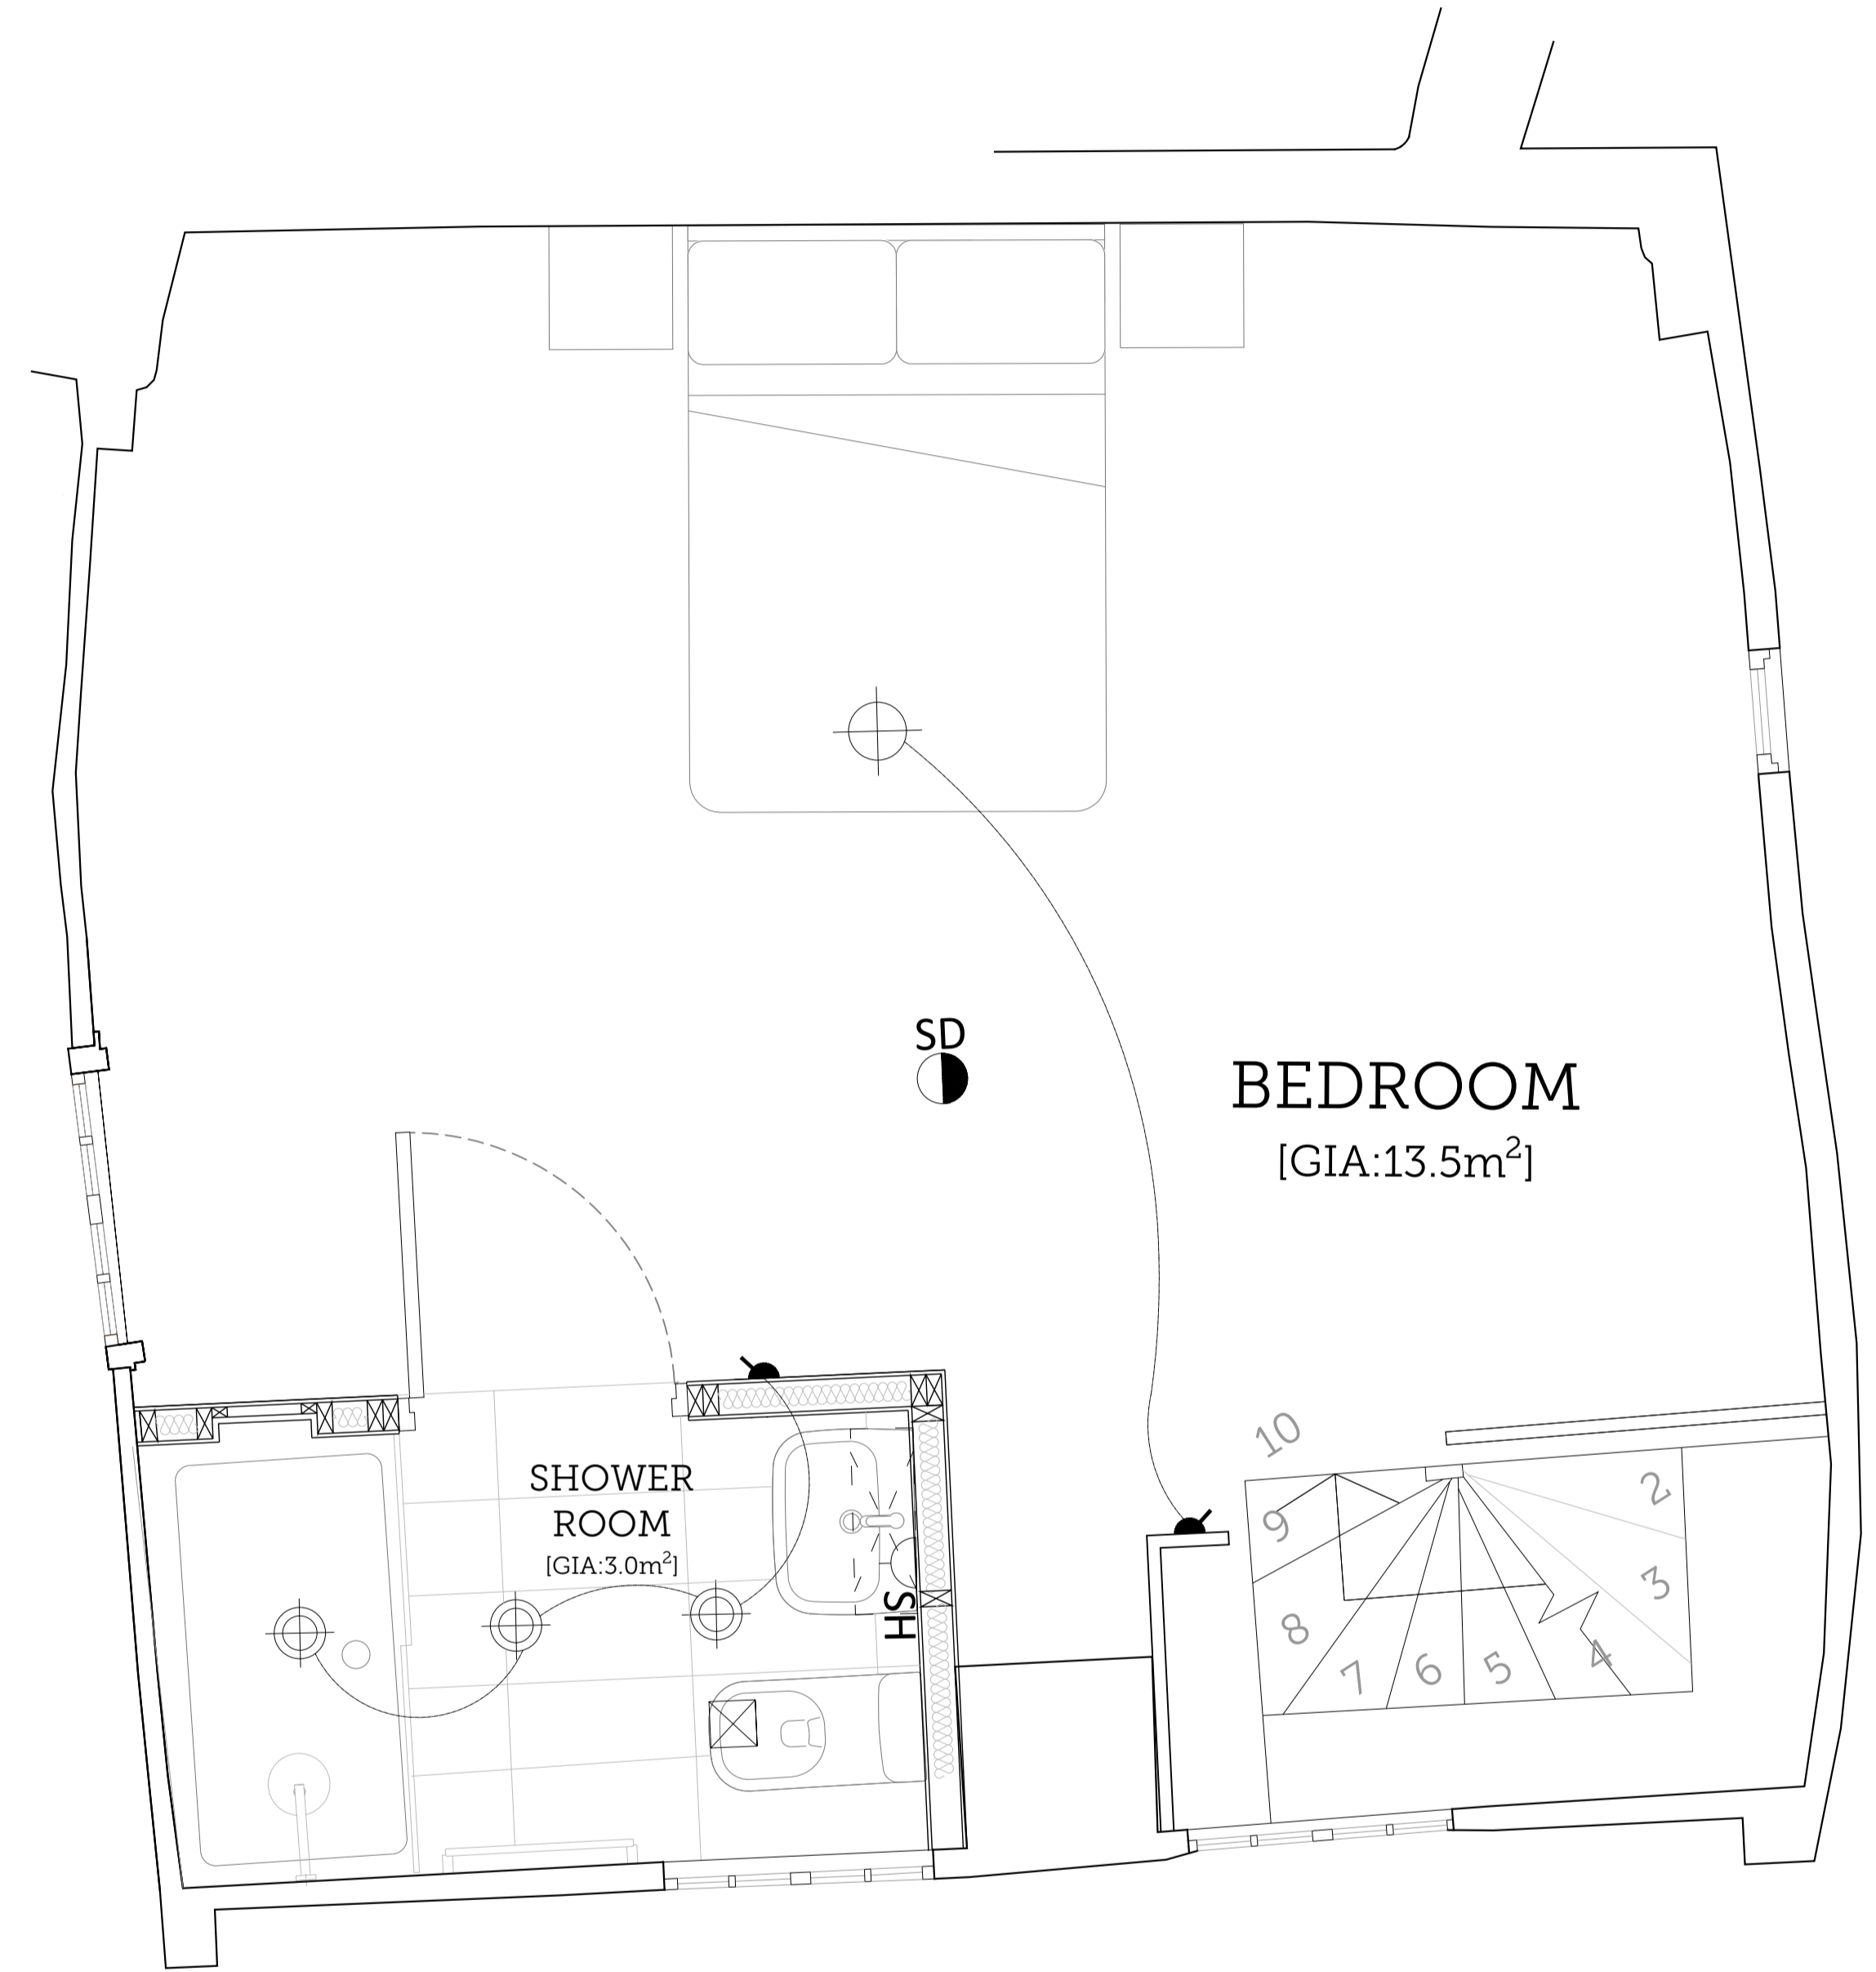 SD
BEDROOM
[GIA:13.5m²]
10
2
SHOWER
ROOM
[GIA:3.0m²]
9
3
SH
8
7
6
5
4